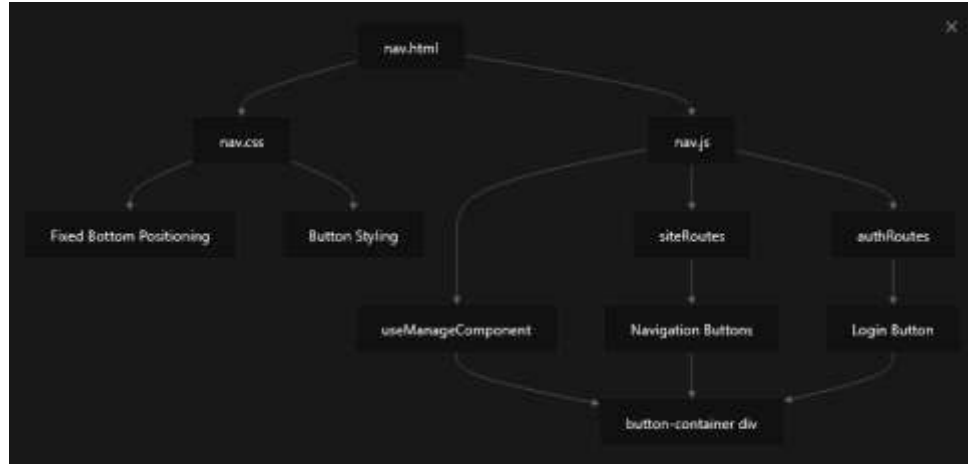 nav.html
nav.css
nav.js
Fixed Bottom Positioning
Button Styling
siteRoutes
authRoutes
useManageComponent
Navigation Buttons
Login Button
button-container div